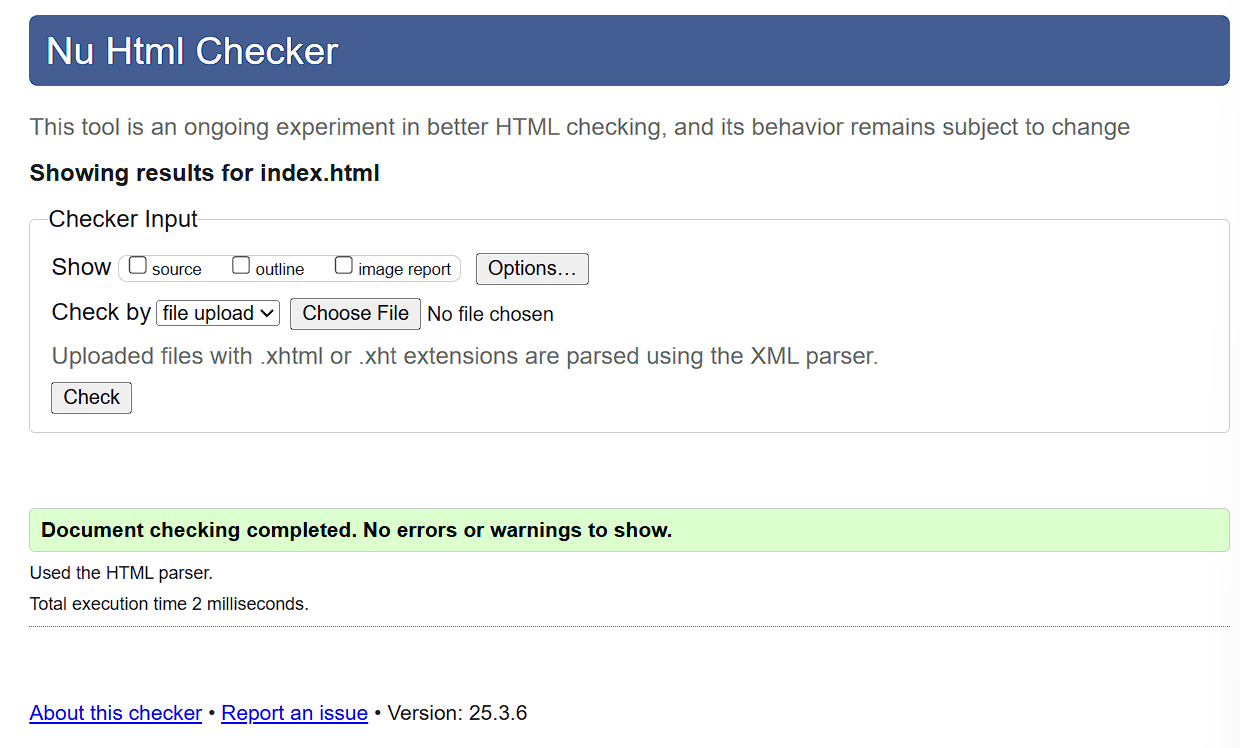 Nu Html Checker
This tool is an ongoing experiment in better HTML checking, and its behavior remains subject to change
Showing results for index.html
Checker Input
Show source outline image report Options…
Check by file upload Choose File No file chosen
Uploaded files with .xhtml or .xht extensions are parsed using the XML parser.
Check
Document checking completed. No errors or warnings to show.
Used the HTML parser.
Total execution time 2 milliseconds.
About this checker • Report an issue • Version: 25.3.6